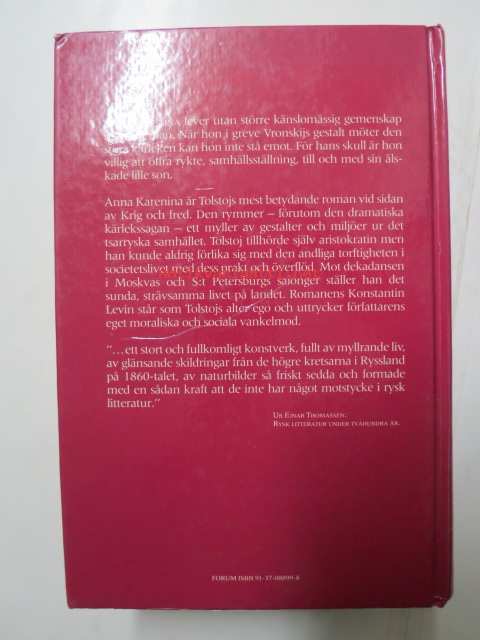 lever utan större känslomässig gemenskap
När hon i greve Vronskijs gestalt möter den
kärleken kan hon inte stå emot. För hans skull är hon
villig att offra rykte, samhällsställning, till och med sin äls-
kade lille son.
Anna Karenina är Tolstojs mest betydande roman vid sidan
av Krig och fred. Den rymmer – förutom den dramatiska
kärlekssagan – ett myller av gestalter och miljöer ur det
tsarryska samhället. Tolstoj tillhörde själv aristokratin men
han kunde aldrig förlika sig med den andliga torftigheten i
societetslivet med dess prakt och överflöd. Mot dekadansen
i Moskvas och S:t Petersburgs salonger ställer han det
sunda, strävsamma livet på landet. Romanens Konstantin
Levin står som Tolstojs alter ego och uttrycker författarens
eget moraliska och sociala vankelmod.
”…ett stort och fullkomligt konstverk, fullt av myllrande liv,
av glänsande skildringar från de högre kretsarna i Ryssland
på 1860-talet, av naturbilder så friskt sedda och formade
med en sådan kraft att de inte har något motstycke i rysk
litteratur.”
Ur Ejnar Thomassen:
Rysk litteratur under tvåhundra år.
FORUM ISBN 91-37-08899-8